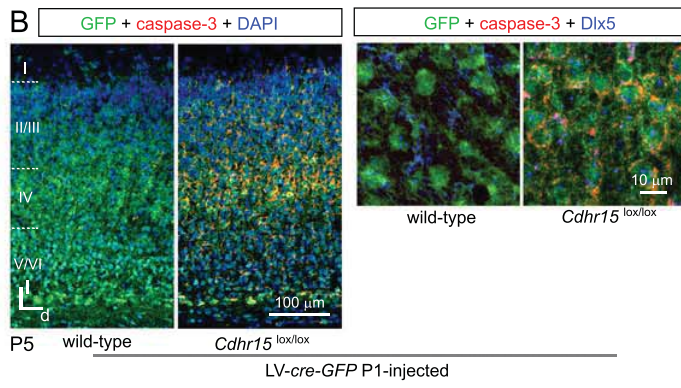 B
GFP + caspase-3 + DAPI
GFP + caspase-3 + Dlx5
I
II/III
IV
V/VI
l
d
100 μm
10 μm
wild-type
Cdhr15 lox/lox
P5
wild-type
Cdhr15 lox/lox
LV-cre-GFP P1-injected